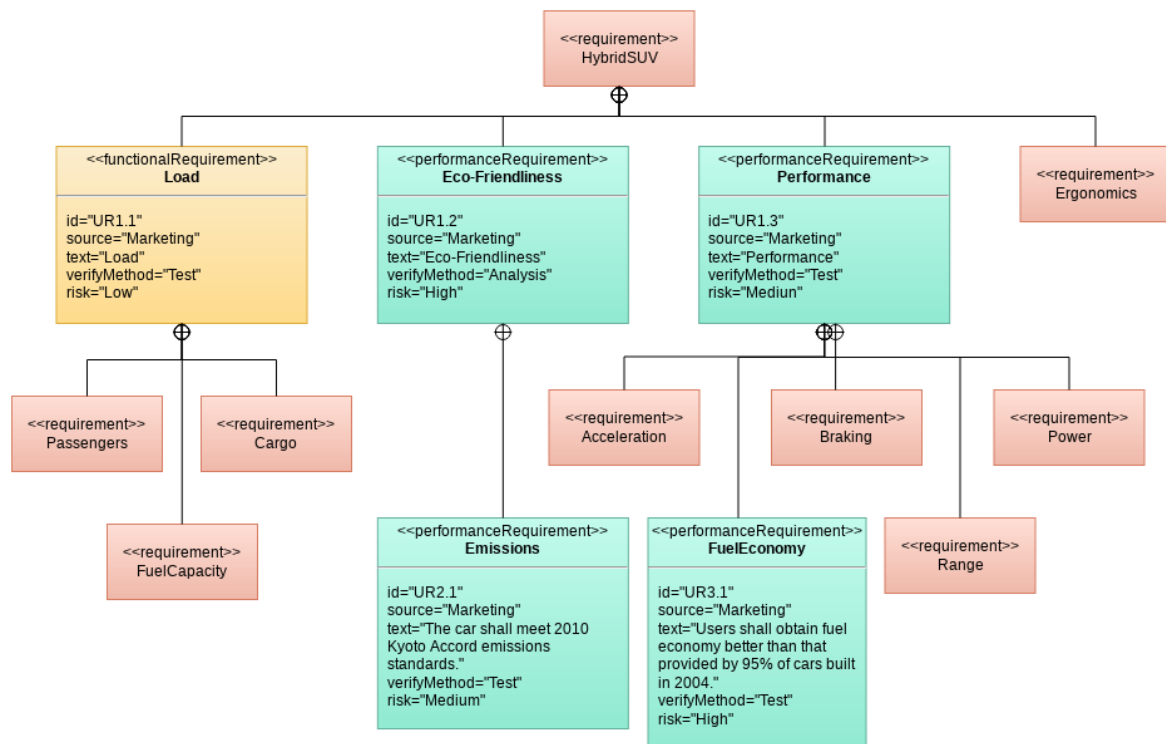 <<requirement>>
HybridSUV
<<functionalRequirement>>
Load
id="UR1.1"
source="Marketing"
text="Load"
verifyMethod="Test"
risk="Low"
<<performanceRequirement>>
Eco-Friendliness
id="UR1.2"
source="Marketing"
text="Eco-Friendliness"
verifyMethod="Analysis"
risk="High"
<<performanceRequirement>>
Performance
id="UR1.3"
source="Marketing"
text="Performance"
verifyMethod="Test"
risk="Mediun"
<<requirement>>
Ergonomics
<<requirement>>
Passengers
<<requirement>>
Cargo
<<requirement>>
Acceleration
<<requirement>>
Braking
<<requirement>>
Power
<<requirement>>
FuelCapacity
<<performanceRequirement>>
Emissions
id="UR2.1"
source="Marketing"
text="The car shall meet 2010
Kyoto Accord emissions
standards."
verifyMethod="Test"
risk="Medium"
<<performanceRequirement>>
FuelEconomy
id="UR3.1"
source="Marketing"
text="Users shall obtain fuel
economy better than that
provided by 95% of cars built
in 2004."
verifyMethod="Test"
risk="High"
<<requirement>>
Range